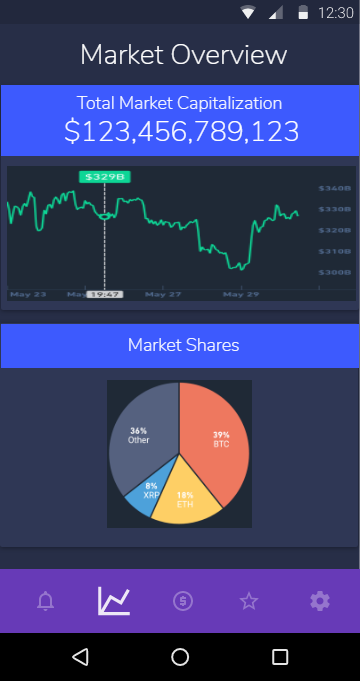 12:30
Market Overview
Total Market Capitalization
$123,456,789,123
$329B
$340B
$330B
$320B
$310B
$300B
May 23
19:47
May 27
May 29
Market Shares
36%
Other
39%
BTC
8%
XRP
18%
ETH